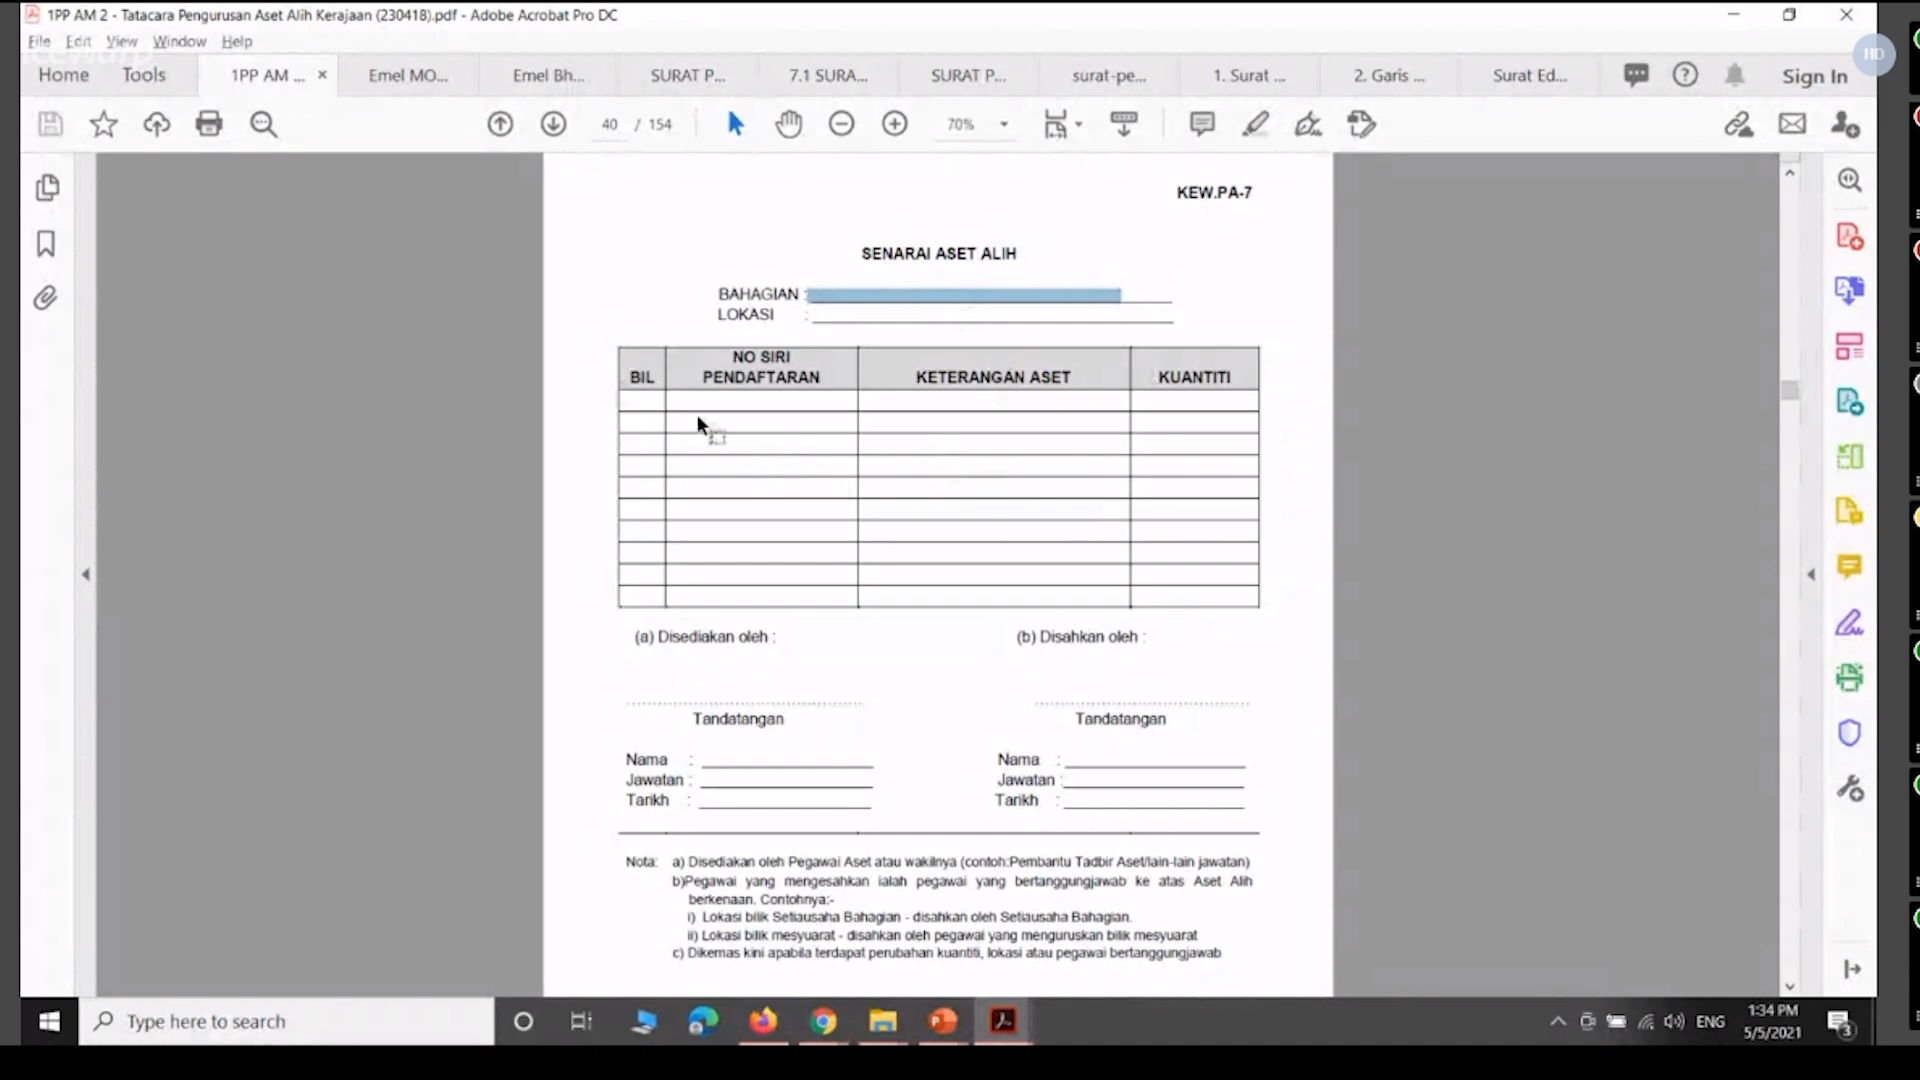 1PP AM 2 - Tatacara Pengurusan Aset Alih Kerajaan (230418).pdf - Adobe Acrobat Pro DC
File Edit View Window Help
HD
Home Tools 1PP AM ... × Emel MO... Emel Bh... SURAT P... 7.1 SURA... SURAT P... surat-pe... 1. Surat ... 2. Garis ... Surat Ed... Sign In
40 / 154 70%
KEW.PA-7
SENARAI ASET ALIH
BAHAGIAN :
LOKASI :
BIL NO SIRI PENDAFTARAN KETERANGAN ASET KUANTITI
(a) Disediakan oleh : (b) Disahkan oleh :
Tandatangan Tandatangan
Nama : Nama :
Jawatan : Jawatan :
Tarikh : Tarikh :
Nota: a) Disediakan oleh Pegawai Aset atau wakilnya (contoh:Pembantu Tadbir Aset/lain-lain jawatan)
b)Pegawai yang mengesahkan ialah pegawai yang bertanggungjawab ke atas Aset Alih
berkenaan. Contohnya:-
i) Lokasi bilik Setiausaha Bahagian - disahkan oleh Setiausaha Bahagian.
ii) Lokasi bilik mesyuarat - disahkan oleh pegawai yang menguruskan bilik mesyuarat
c) Dikemas kini apabila terdapat perubahan kuantiti, lokasi atau pegawai bertanggungjawab
Type here to search
ENG
1:34 PM
5/5/2021
3